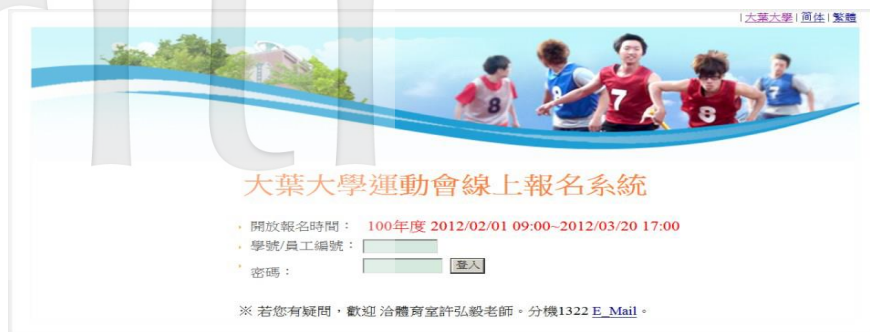 |大葉大學|简体|繁體
8
7
8
大葉大學運動會線上報名系統
開放報名時間： 100年度 2012/02/01 09:00~2012/03/20 17:00
學號/員工編號：
密碼： 登入
※ 若您有疑問，歡迎 洽體育室許弘毅老師。分機1322 E_Mail。